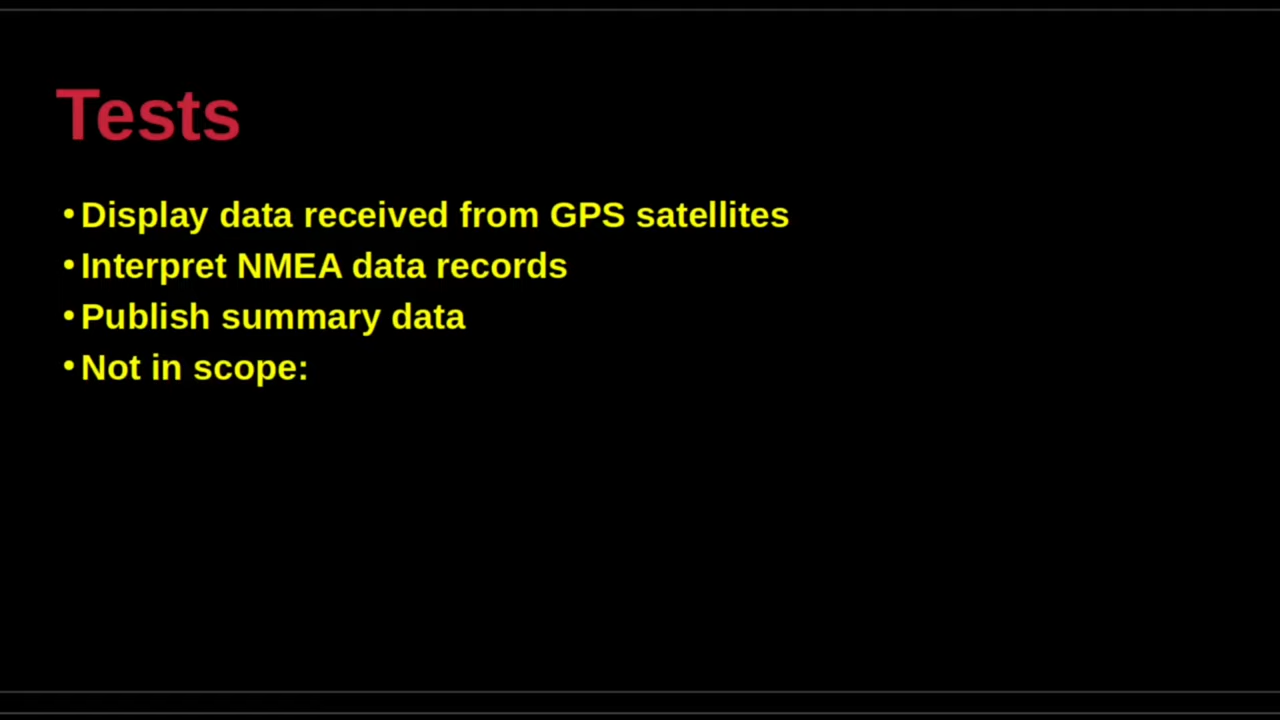 Tests
• Display data received from GPS satellites
• Interpret NMEA data records
• Publish summary data
• Not in scope: